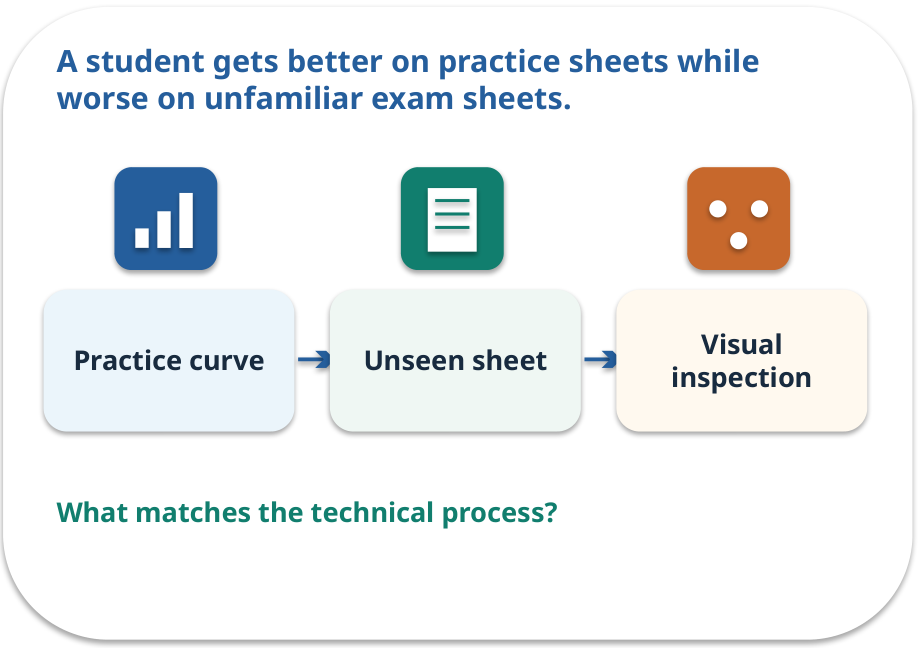 A student gets better on practice sheets while
worse on unfamiliar exam sheets.
Practice curve
Unseen sheet
Visual
inspection
What matches the technical process?